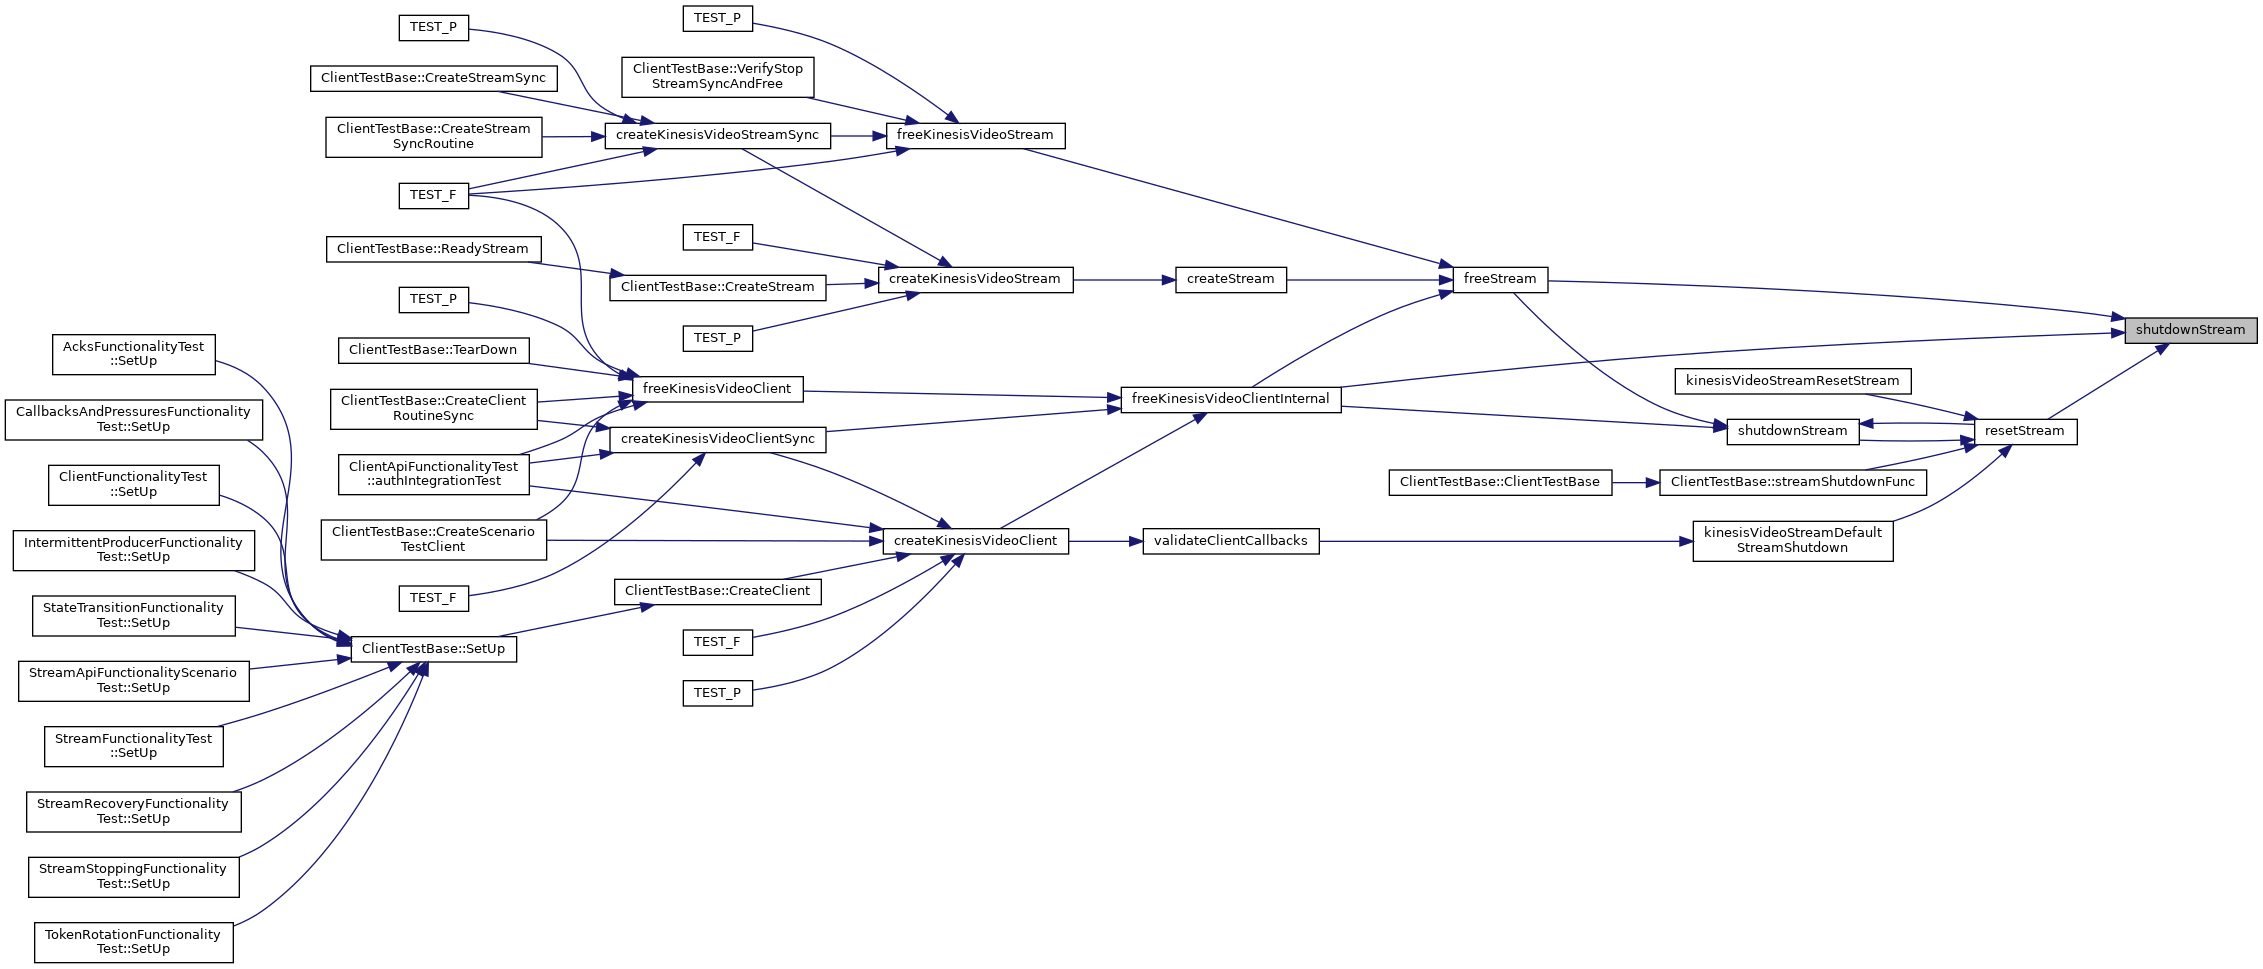 TEST_P
TEST_P
ClientTestBase::CreateStreamSync
ClientTestBase::VerifyStop
StreamSyncAndFree
ClientTestBase::CreateStream
SyncRoutine
createKinesisVideoStreamSync
freeKinesisVideoStream
TEST_F
ClientTestBase::ReadyStream
TEST_F
ClientTestBase::CreateStream
createKinesisVideoStream
createStream
freeStream
TEST_P
TEST_P
shutdownStream
AcksFunctionalityTest
::SetUp
ClientTestBase::TearDown
freeKinesisVideoClient
freeKinesisVideoClientInternal
kinesisVideoStreamResetStream
CallbacksAndPressuresFunctionality
Test::SetUp
ClientTestBase::CreateClient
RoutineSync
createKinesisVideoClientSync
shutdownStream
resetStream
ClientFunctionalityTest
::SetUp
ClientApiFunctionalityTest
::authIntegrationTest
ClientTestBase::ClientTestBase
ClientTestBase::streamShutdownFunc
IntermittentProducerFunctionality
Test::SetUp
ClientTestBase::CreateScenario
TestClient
createKinesisVideoClient
validateClientCallbacks
kinesisVideoStreamDefault
StreamShutdown
StateTransitionFunctionality
Test::SetUp
TEST_F
ClientTestBase::CreateClient
ClientTestBase::SetUp
TEST_F
StreamApiFunctionalityScenario
Test::SetUp
TEST_P
StreamFunctionalityTest
::SetUp
StreamRecoveryFunctionality
Test::SetUp
StreamStoppingFunctionality
Test::SetUp
TokenRotationFunctionality
Test::SetUp